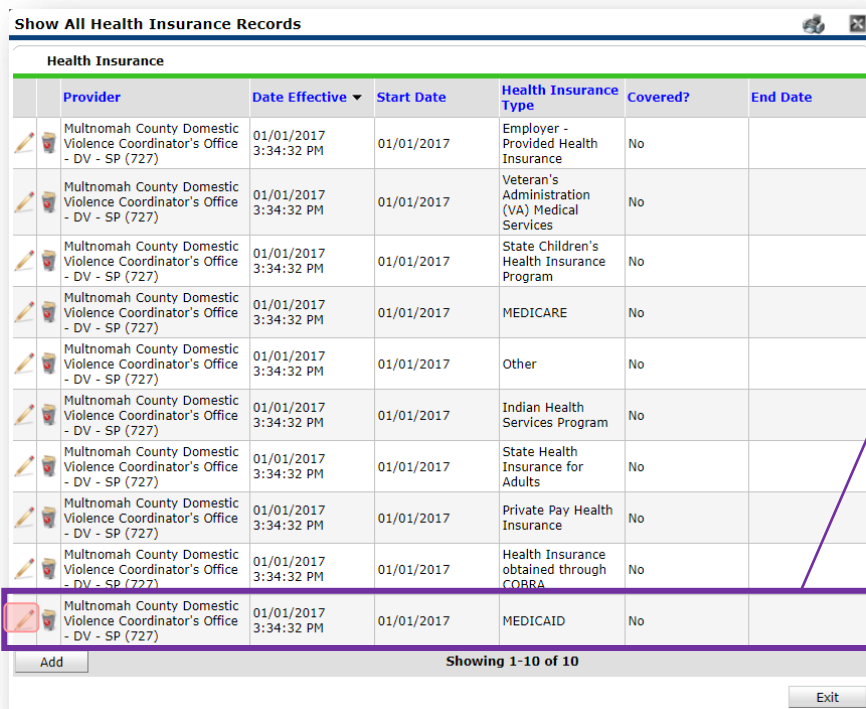 Show All Health Insurance Records
Health Insurance
Provider Date Effective Start Date Health Insurance Type Covered? End Date
Multnomah County Domestic Violence Coordinator's Office - DV - SP (727) 01/01/2017 3:34:32 PM 01/01/2017 Employer - Provided Health Insurance No
Multnomah County Domestic Violence Coordinator's Office - DV - SP (727) 01/01/2017 3:34:32 PM 01/01/2017 Veteran's Administration (VA) Medical Services No
Multnomah County Domestic Violence Coordinator's Office - DV - SP (727) 01/01/2017 3:34:32 PM 01/01/2017 State Children's Health Insurance Program No
Multnomah County Domestic Violence Coordinator's Office - DV - SP (727) 01/01/2017 3:34:32 PM 01/01/2017 MEDICARE No
Multnomah County Domestic Violence Coordinator's Office - DV - SP (727) 01/01/2017 3:34:32 PM 01/01/2017 Other No
Multnomah County Domestic Violence Coordinator's Office - DV - SP (727) 01/01/2017 3:34:32 PM 01/01/2017 Indian Health Services Program No
Multnomah County Domestic Violence Coordinator's Office - DV - SP (727) 01/01/2017 3:34:32 PM 01/01/2017 State Health Insurance for Adults No
Multnomah County Domestic Violence Coordinator's Office - DV - SP (727) 01/01/2017 3:34:32 PM 01/01/2017 Private Pay Health Insurance No
Multnomah County Domestic Violence Coordinator's Office - DV - SP (727) 01/01/2017 3:34:32 PM 01/01/2017 Health Insurance obtained through COBRA No
Multnomah County Domestic Violence Coordinator's Office - DV - SP (727) 01/01/2017 3:34:32 PM 01/01/2017 MEDICAID No
Add Showing 1-10 of 10
Exit